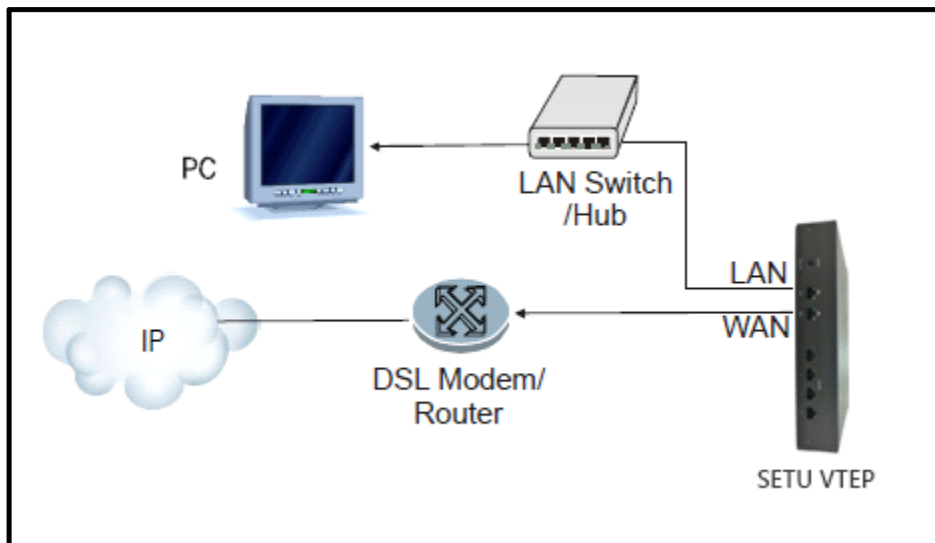 PC
LAN Switch
/Hub
LAN
WAN
IP
DSL Modem/
Router
SETU VTEP